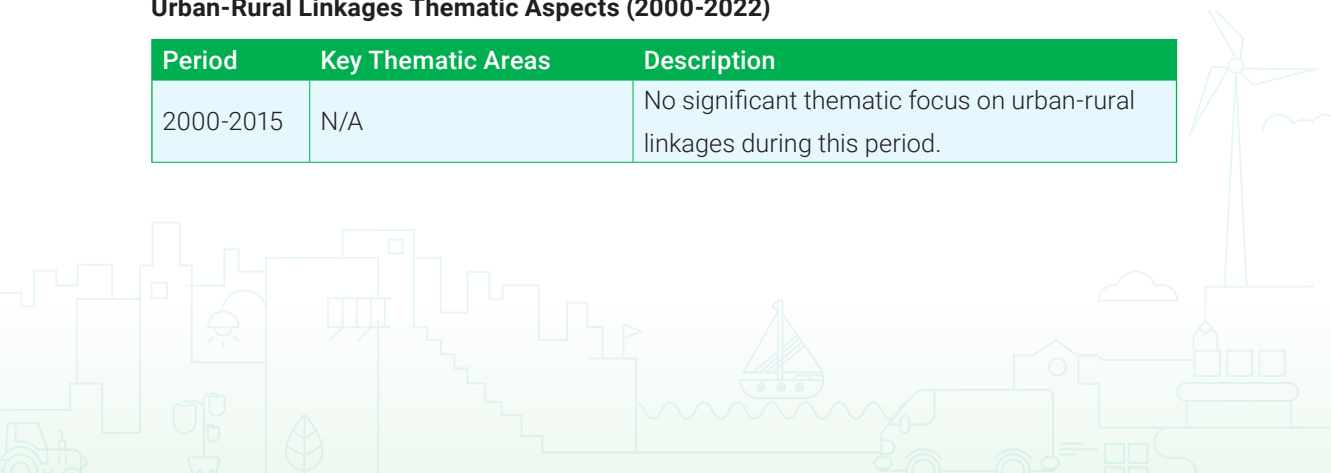 Urban-Rural Linkages Thematic Aspects (2000-2022)
Period Key Thematic Areas Description
2000-2015 N/A No significant thematic focus on urban-rural
linkages during this period.